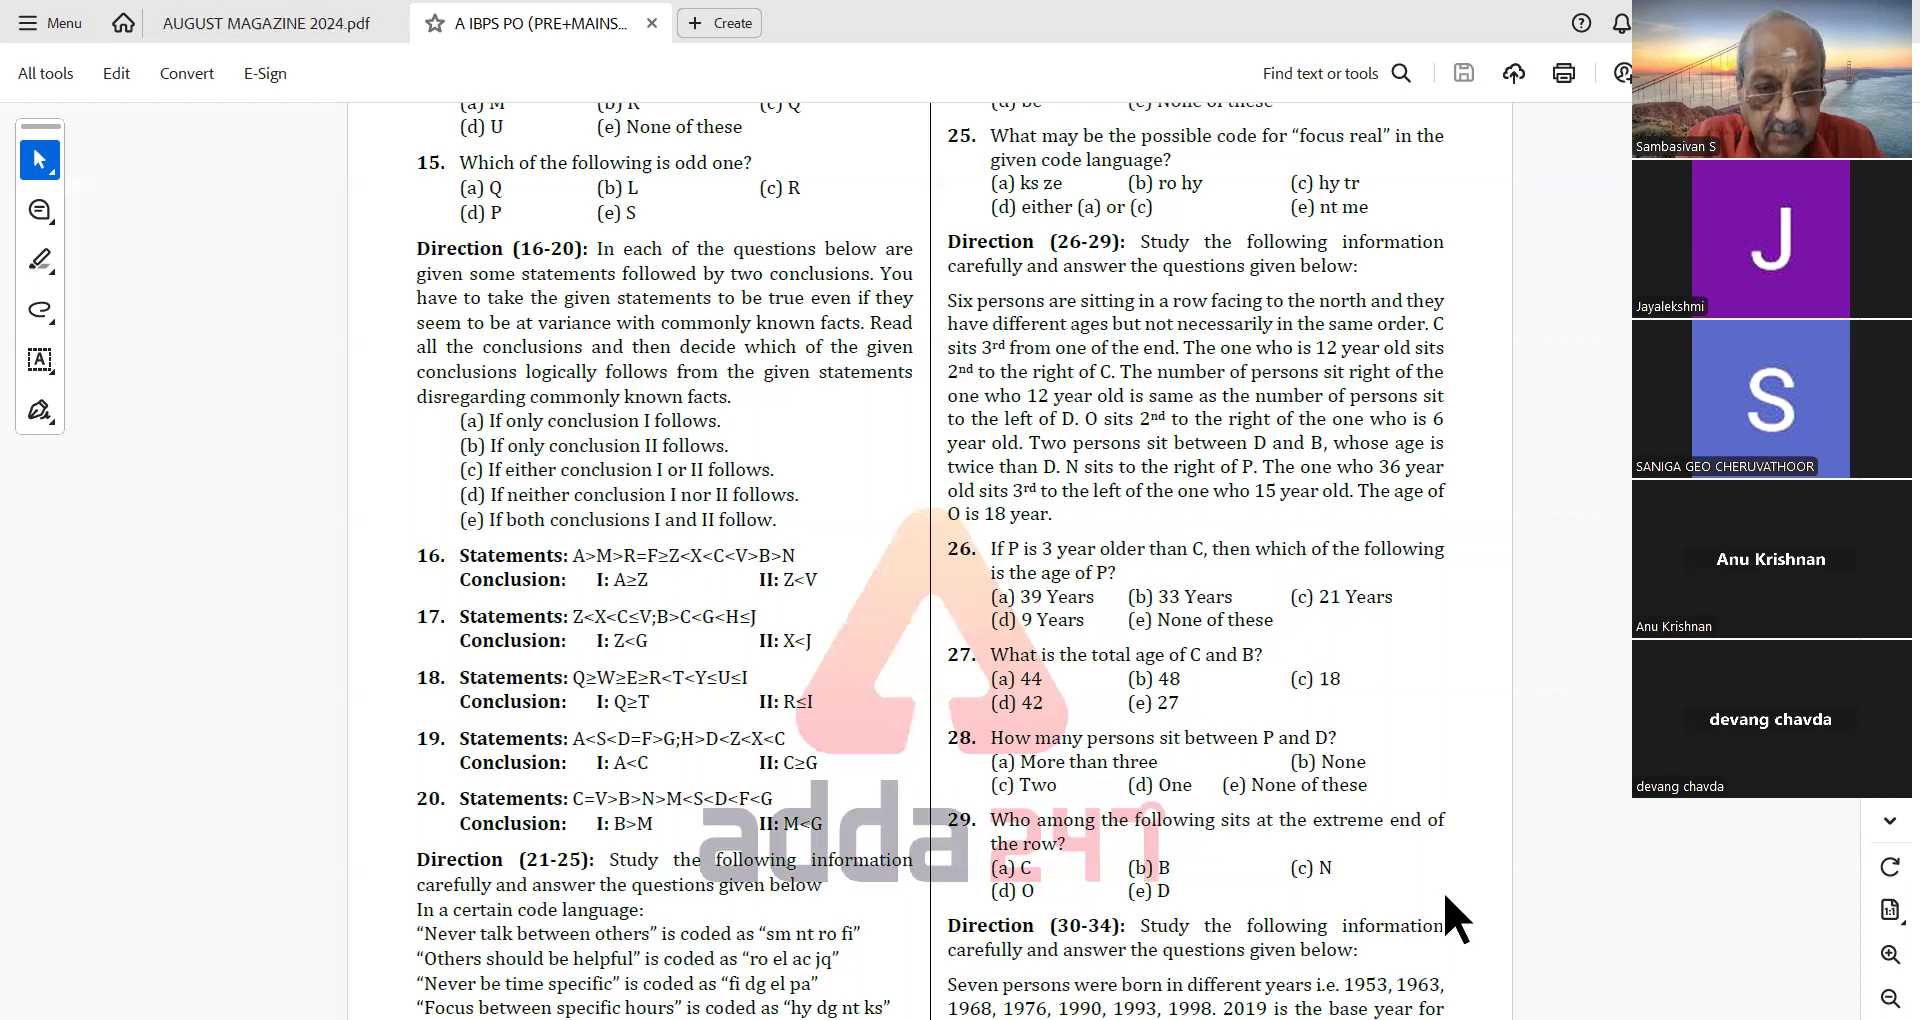 Menu
AUGUST MAGAZINE 2024.pdf
A IBPS PO (PRE+MAINS...
Create
All tools
Edit
Convert
E-Sign
Find text or tools
(a) M (b) R (c) Q
(d) U (e) None of these
15. Which of the following is odd one?
(a) Q (b) L (c) R
(d) P (e) S
Direction (16-20): In each of the questions below are
given some statements followed by two conclusions. You
have to take the given statements to be true even if they
seem to be at variance with commonly known facts. Read
all the conclusions and then decide which of the given
conclusions logically follows from the given statements
disregarding commonly known facts.
(a) If only conclusion I follows.
(b) If only conclusion II follows.
(c) If either conclusion I or II follows.
(d) If neither conclusion I nor II follows.
(e) If both conclusions I and II follow.
16. Statements: A>M>R=F≥Z<X<C<V>B>N
Conclusion: I: A≥Z II: Z<V
17. Statements: Z<X<C≤V;B>C<G<H≤J
Conclusion: I: Z<G II: X<J
18. Statements: Q≥W≥E≥R<T<Y≤U≤I
Conclusion: I: Q≥T II: R≤I
19. Statements: A<S<D=F>G;H>D<Z<X<C
Conclusion: I: A<C II: C≥G
20. Statements: C=V>B>N>M<S<D<F<G
Conclusion: I: B>M II: M<G
Direction (21-25): Study the following information
carefully and answer the questions given below
In a certain code language:
“Never talk between others” is coded as “sm nt ro fi”
“Others should be helpful” is coded as “ro el ac jq”
“Never be time specific” is coded as “fi dg el pa”
“Focus between specific hours” is coded as “hy dg nt ks”
(d) be (e) None of these
25. What may be the possible code for “focus real” in the
given code language?
(a) ks ze (b) ro hy (c) hy tr
(d) either (a) or (c) (e) nt me
Direction (26-29): Study the following information
carefully and answer the questions given below:
Six persons are sitting in a row facing to the north and they
have different ages but not necessarily in the same order. C
sits 3rd from one of the end. The one who is 12 year old sits
2nd to the right of C. The number of persons sit right of the
one who 12 year old is same as the number of persons sit
to the left of D. O sits 2nd to the right of the one who is 6
year old. Two persons sit between D and B, whose age is
twice than D. N sits to the right of P. The one who 36 year
old sits 3rd to the left of the one who 15 year old. The age of
O is 18 year.
26. If P is 3 year older than C, then which of the following
is the age of P?
(a) 39 Years (b) 33 Years (c) 21 Years
(d) 9 Years (e) None of these
27. What is the total age of C and B?
(a) 44 (b) 48 (c) 18
(d) 42 (e) 27
28. How many persons sit between P and D?
(a) More than three (b) None
(c) Two (d) One (e) None of these
29. Who among the following sits at the extreme end of
the row?
(a) C (b) B (c) N
(d) O (e) D
Direction (30-34): Study the following information
carefully and answer the questions given below:
Seven persons were born in different years i.e. 1953, 1963,
1968, 1976, 1990, 1993, 1998. 2019 is the base year for
adda 247
Sambasivan S
J
Jayalekshmi
S
SANIGA GEO CHERUVATHOOR
Anu Krishnan
Anu Krishnan
devang chavda
devang chavda